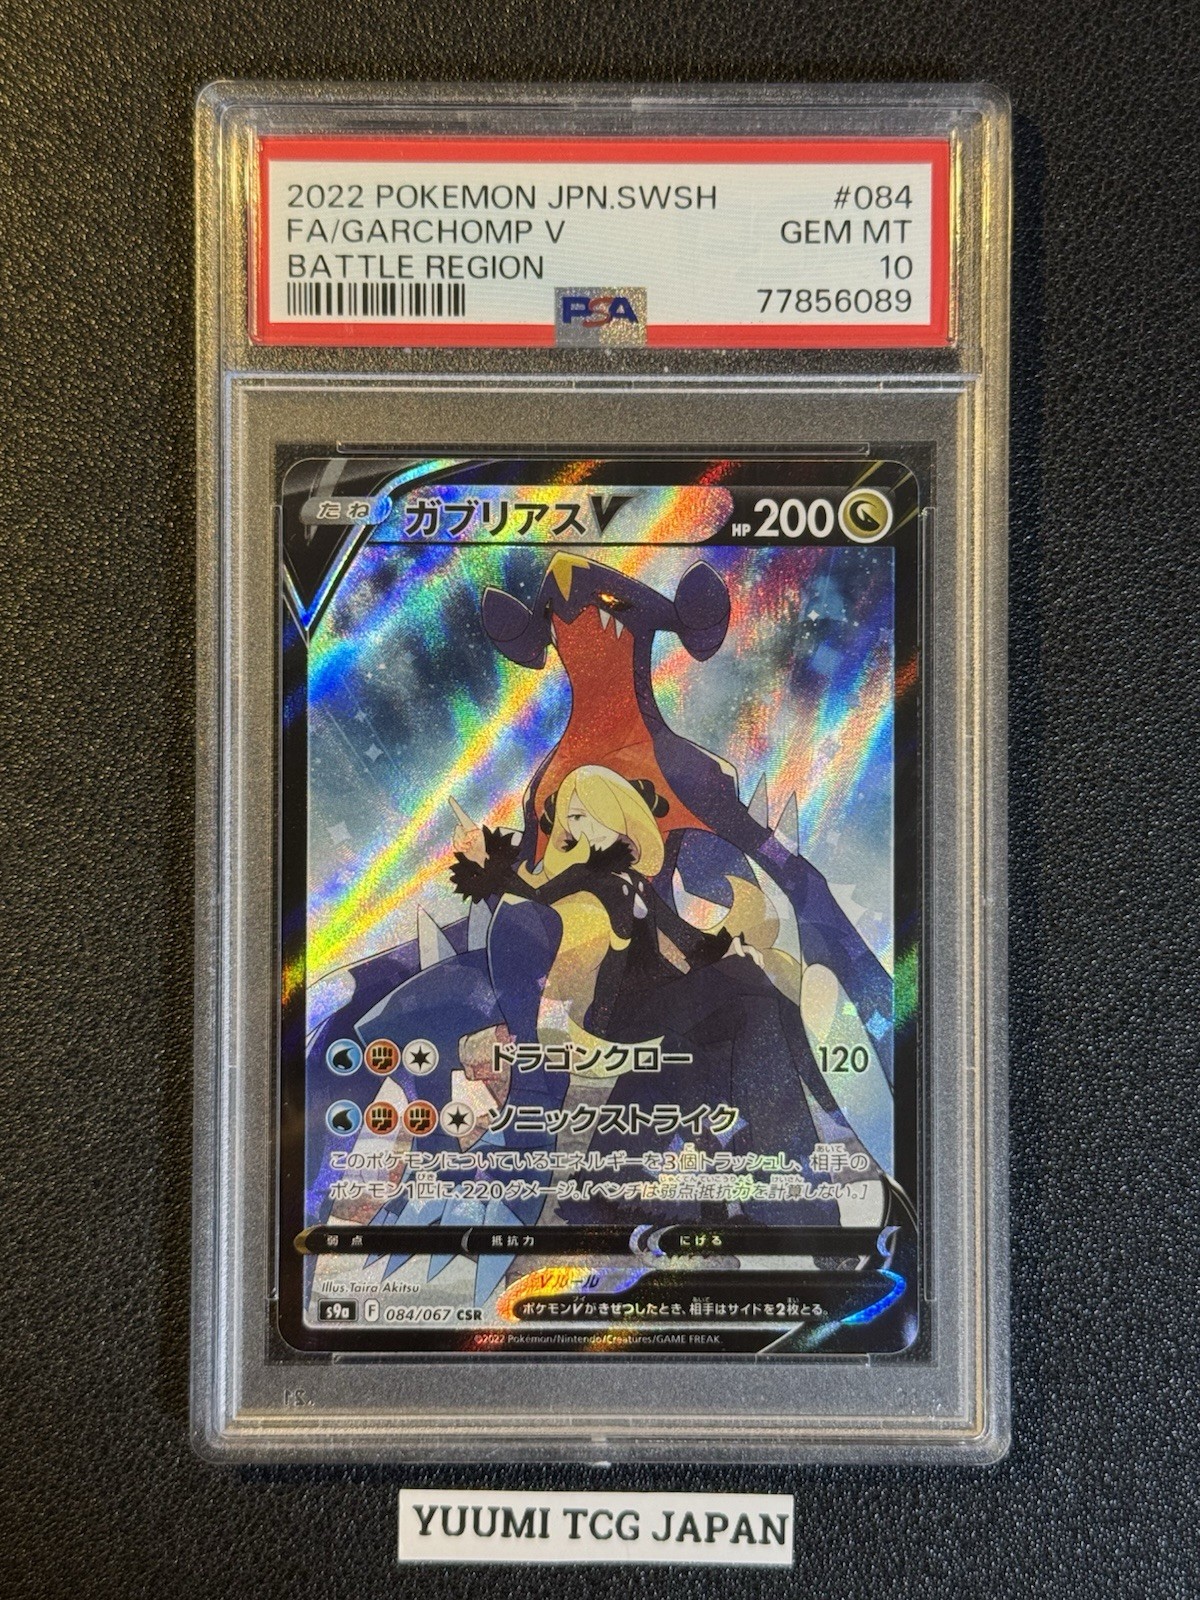 2022 POKEMON JPN.SWSH #084
FA/GARCHOMP V GEM MT
BATTLE REGION 10
PSA 77856089
たね ガブリアスV HP 200
ドラゴンクロー 120
ソニックストライク
このポケモンについているエネルギーを3個トラッシュし、相手の
ポケモン1匹に、220ダメージ。[ベンチは弱点・抵抗力を計算しない。]
弱点 抵抗力 にげる
Illus. Taira Akitsu
Vルール
s9a F 084/067 CSR ポケモンVがきぜつしたとき、相手はサイドを2枚とる。
©2022 Pokémon/Nintendo/Creatures/GAME FREAK.
YUUMI TCG JAPAN